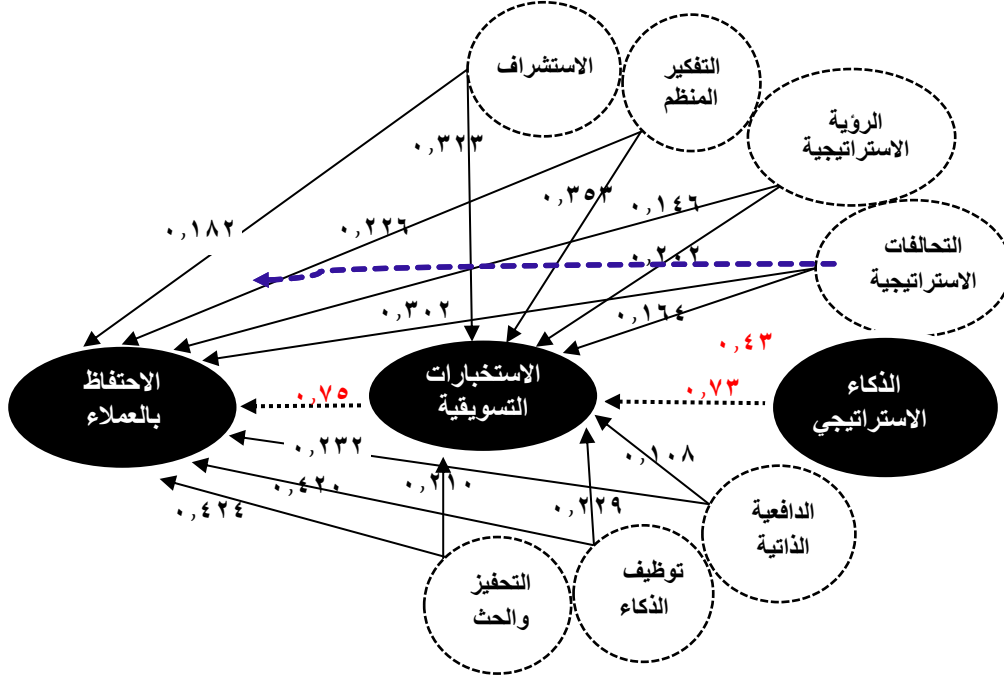 الاستشراف
التفكير
المنظم
الرؤية
الاستراتيجية
التحالفات
الاستراتيجية
٠,٣٢٣
٠,٣٥٣
٠,١٤٦
٠,١٨٢
٠,٢٢٦
٠,٢٠٢
٠,٣٠٢
٠,١٦٤
٠,٤٣
الذكاء
الاستراتيجي
٠,٧٣
الاستخبارات
التسويقية
٠,٧٥
الاحتفاظ
بالعملاء
٠,٢٣٢
٠,١٠٨
٠,٤٢٠
٠,٢١٠
٠,٢٢٩
٠,٤٢٤
الدافعية
الذاتية
توظيف
الذكاء
التحفيز
والحث